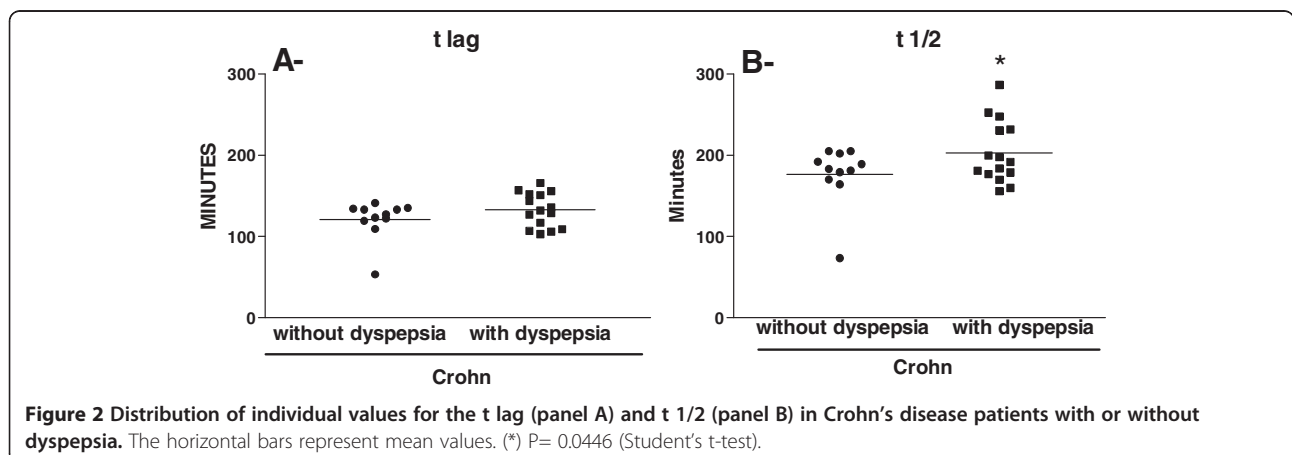 t lag
A-
300
200
100
0
MINUTES
without dyspepsia with dyspepsia
Crohn
t 1/2
B-
*
300
200
100
0
Minutes
without dyspepsia with dyspepsia
Crohn
Figure 2 Distribution of individual values for the t lag (panel A) and t 1/2 (panel B) in Crohn's disease patients with or without
dyspepsia. The horizontal bars represent mean values. (*) P= 0.0446 (Student's t-test).